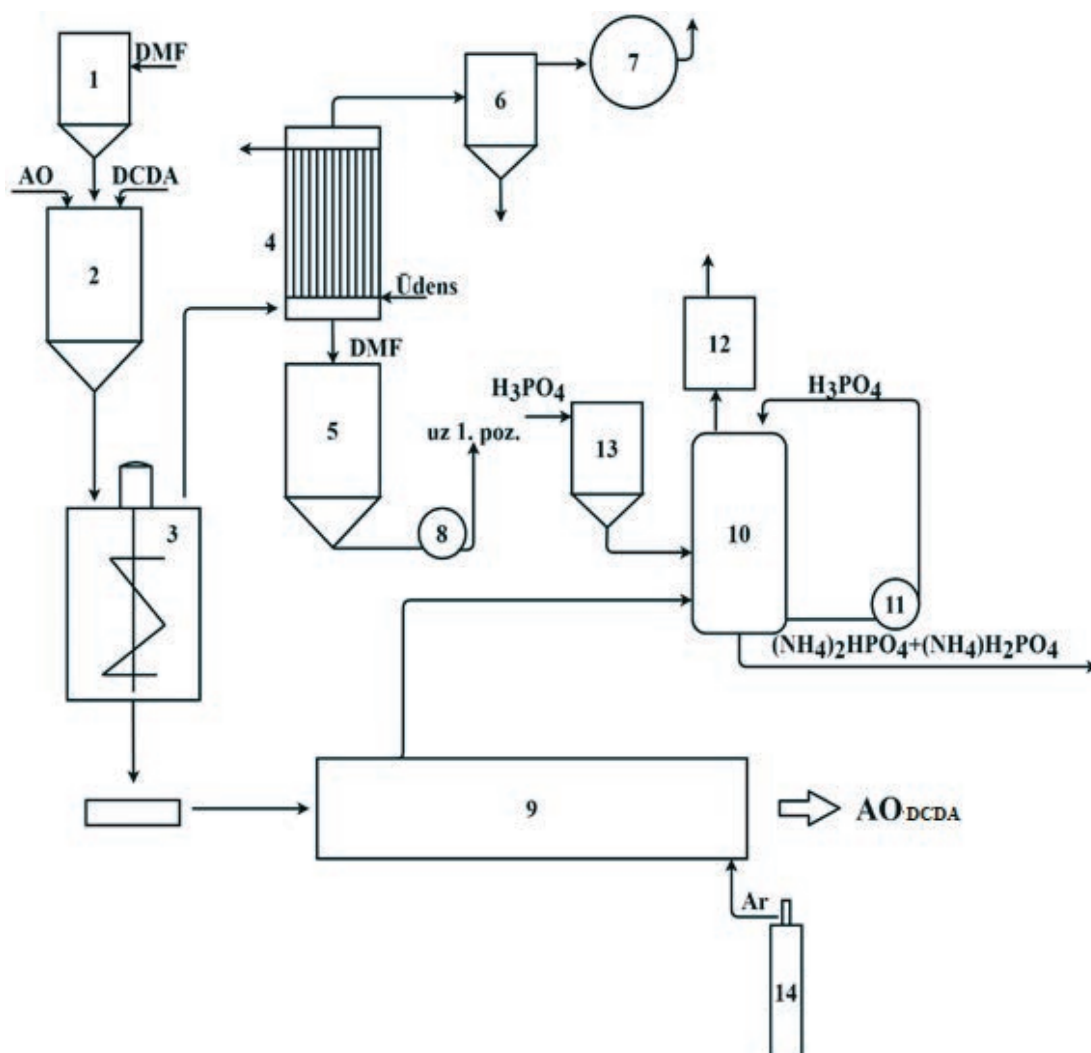 1
DMF
AO
DCDA
2
3
4
Ūdens
DMF
5
6
7
8
uz 1. poz.
H3PO4
13
12
H3PO4
10
11
(NH4)2HPO4+(NH4)H2PO4
9
AO·DCDA
Ar
14